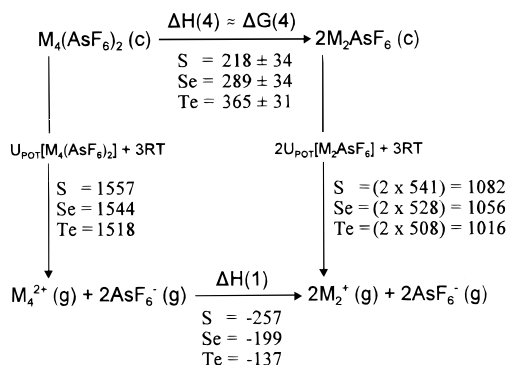 ΔH(4) ≈ ΔG(4)
M₄(AsF₆)₂ (c)
2M₂AsF₆ (c)
S = 218 ± 34
Se = 289 ± 34
Te = 365 ± 31
U_POT[M₄(AsF₆)₂] + 3RT
2U_POT[M₂AsF₆] + 3RT
S = 1557
Se = 1544
Te = 1518
S = (2 x 541) = 1082
Se = (2 x 528) = 1056
Te = (2 x 508) = 1016
M₄²⁺ (g) + 2AsF₆⁻ (g)
ΔH(1)
2M₂⁺ (g) + 2AsF₆⁻ (g)
S = -257
Se = -199
Te = -137